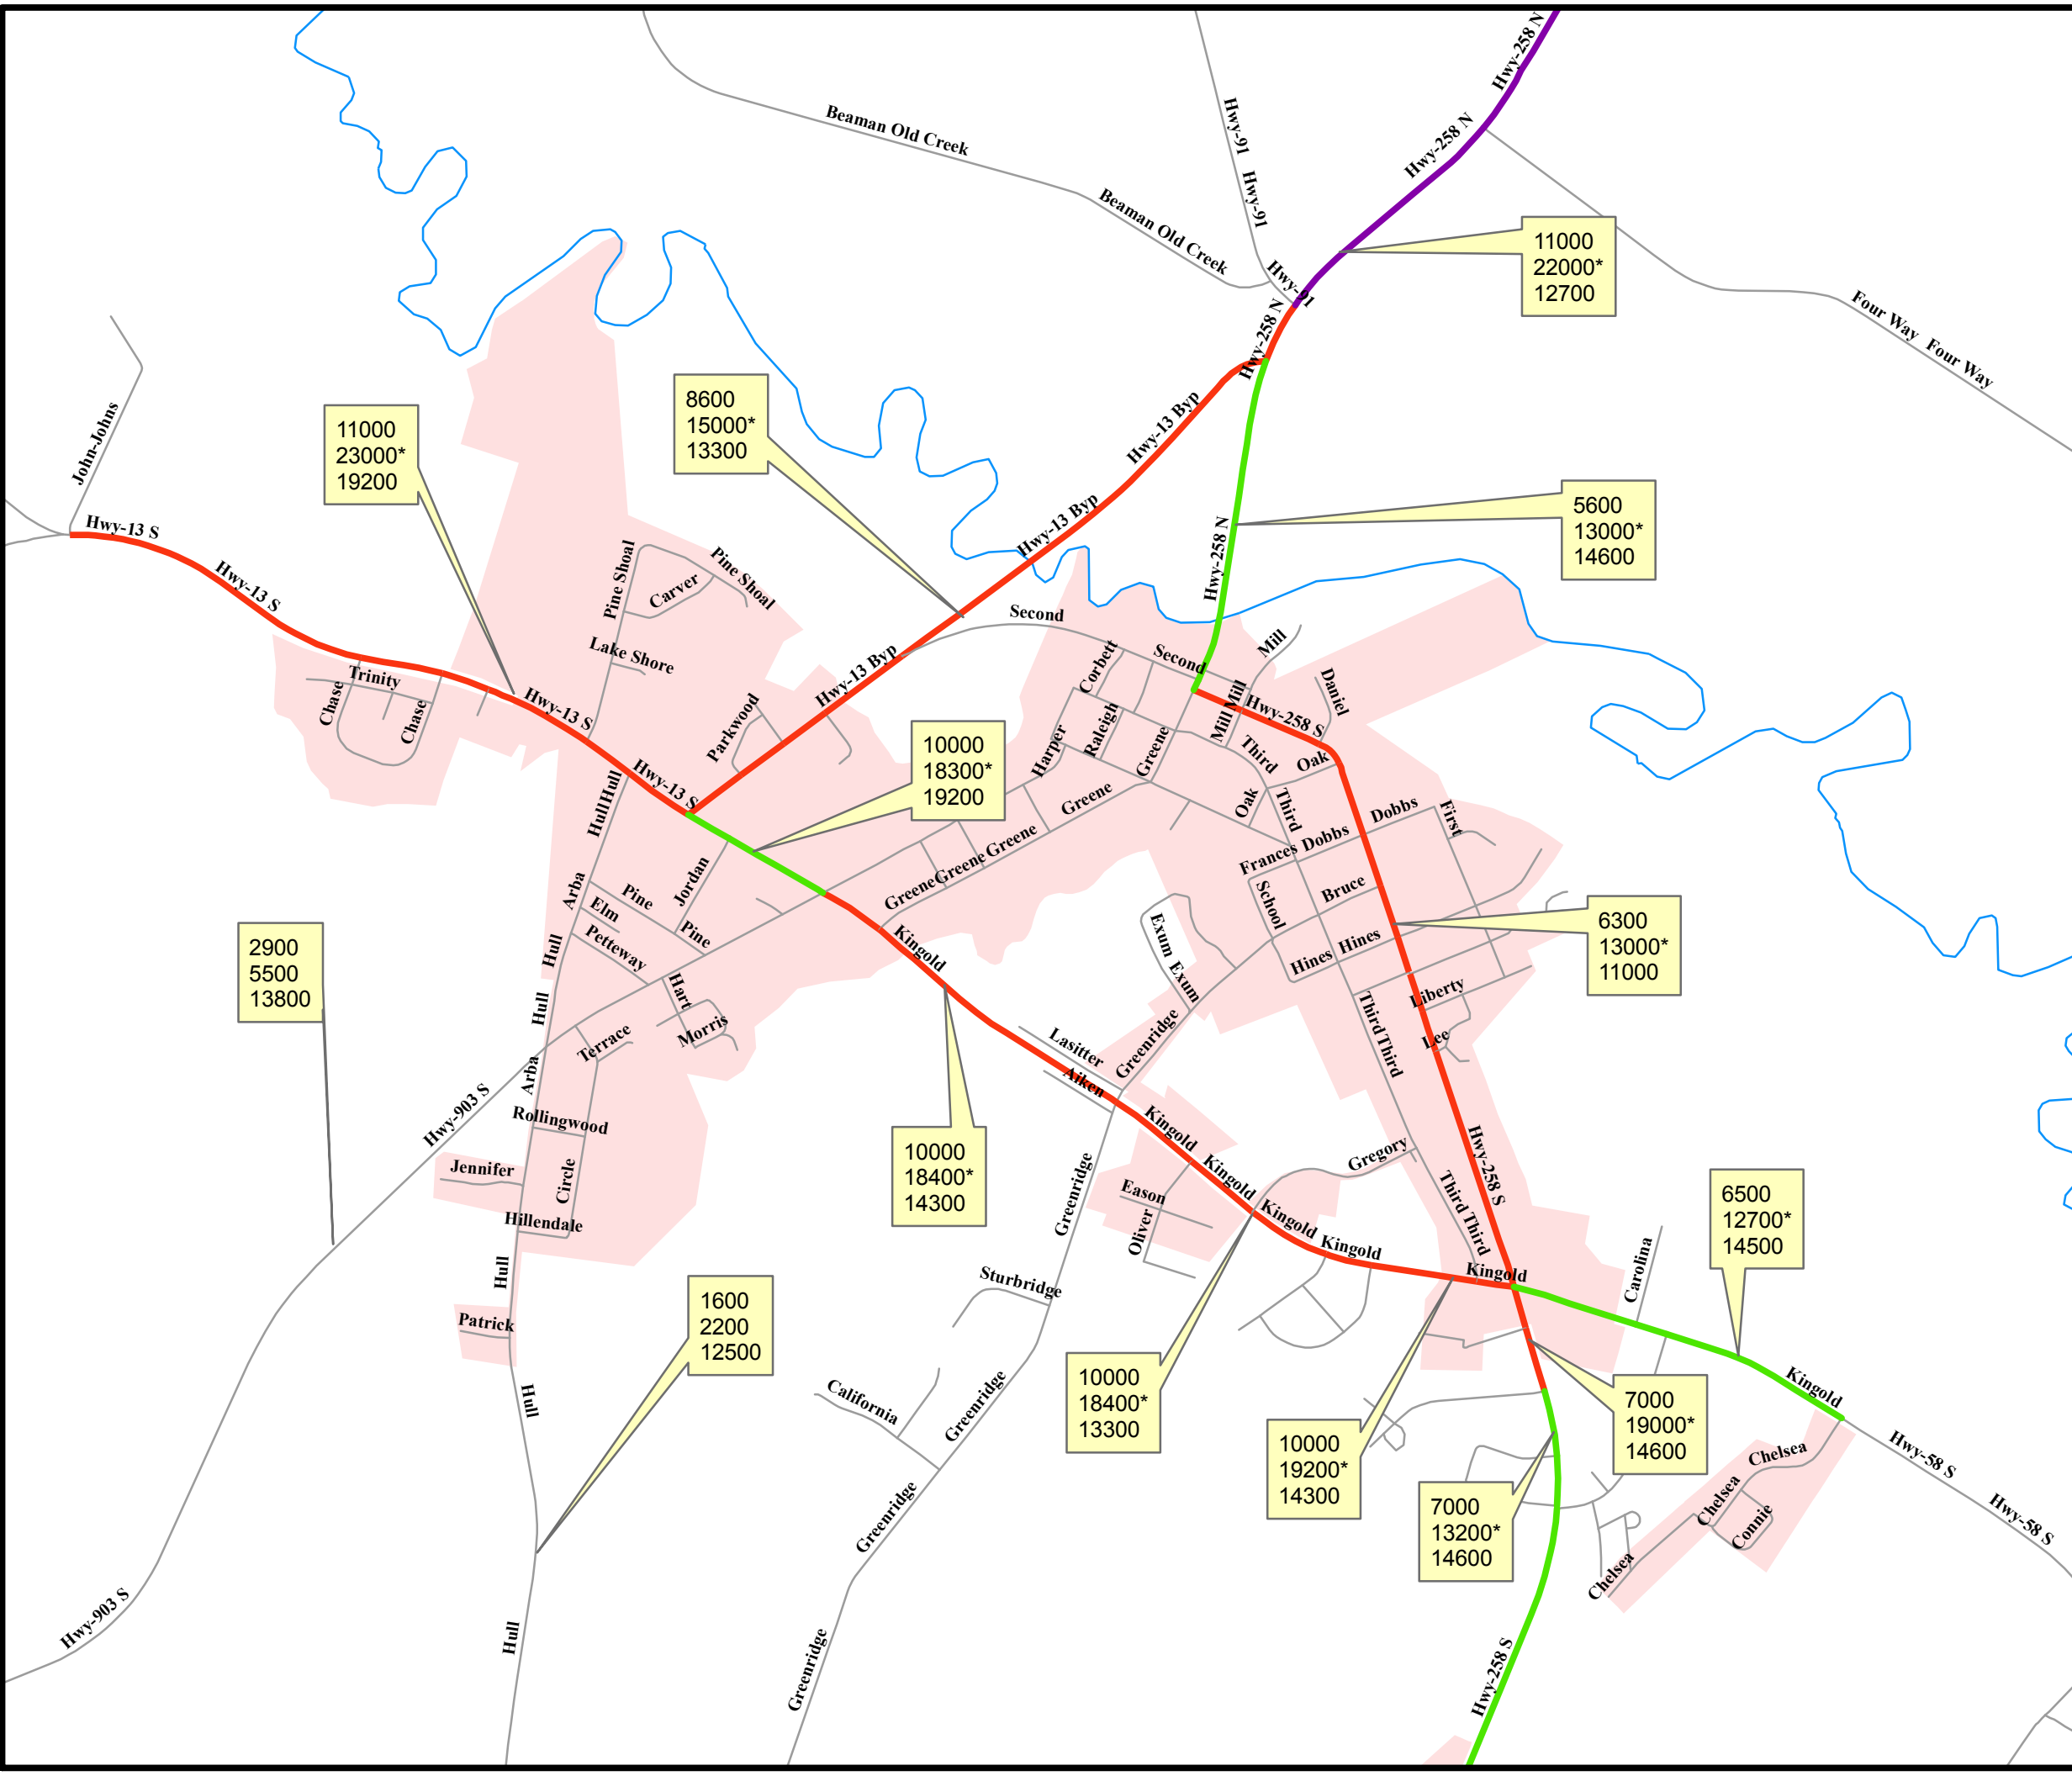 Hwy-258 N
Beaman Old Creek
Hwy-91
Hwy-258 N
Hwy-91
Beaman Old Creek
11000
22000*
12700
Hwy-91
Four Way
Four Way
Hwy-258 N
8600
15000*
13300
11000
23000*
19200
John-Johns
Hwy-13 Byp
5600
13000*
14600
Hwy-13 S
Hwy-13 Byp
Hwy-258 N
Hwy-13 S
Pine Shoal
Pine Shoal
Carver
Second
Lake Shore
Hwy-13 Byp
Corbett
Second
Mill
Trinity
Chase
Chase
Hwy-13 S
Parkwood
Mill
Mill
Daniel
Hwy-258 S
Raleigh
Harper
Greene
Third
Oak
10000
18300*
19200
Hwy-13 S
Hull
Hull
Greene
Oak
Third
Dobbs
First
Greene
Greene
Greene
Dobbs
Frances
Jordan
Arba
Pine
Elm
School
Bruce
Petteway
Pine
Kingold
Exum
Exum
Hines
Hines
6300
13000*
11000
2900
5500
13800
Hull
Hart
Hull
Morris
Terrace
Liberty
Lee
Third
Third
Lasitter
Greenridge
Aiken
Arba
Hwy-903 S
Rollingwood
Kingold
10000
18400*
14300
Gregory
Hwy-258 S
Jennifer
Circle
Kingold
Eason
Oliver
Third
Third
Kingold
Kingold
Kingold
Hillendale
Greenridge
6500
12700*
14500
Carolina
Hull
Sturbridge
1600
2200
12500
Patrick
Hull
California
Greenridge
10000
18400*
13300
7000
19000*
14600
Kingold
10000
19200*
14300
Chelsea
Hwy-58 S
Chelsea
Connie
Hwy-58 S
7000
13200*
14600
Greenridge
Chelsea
Hwy-903 S
Hull
Greenridge
Hwy-258 S